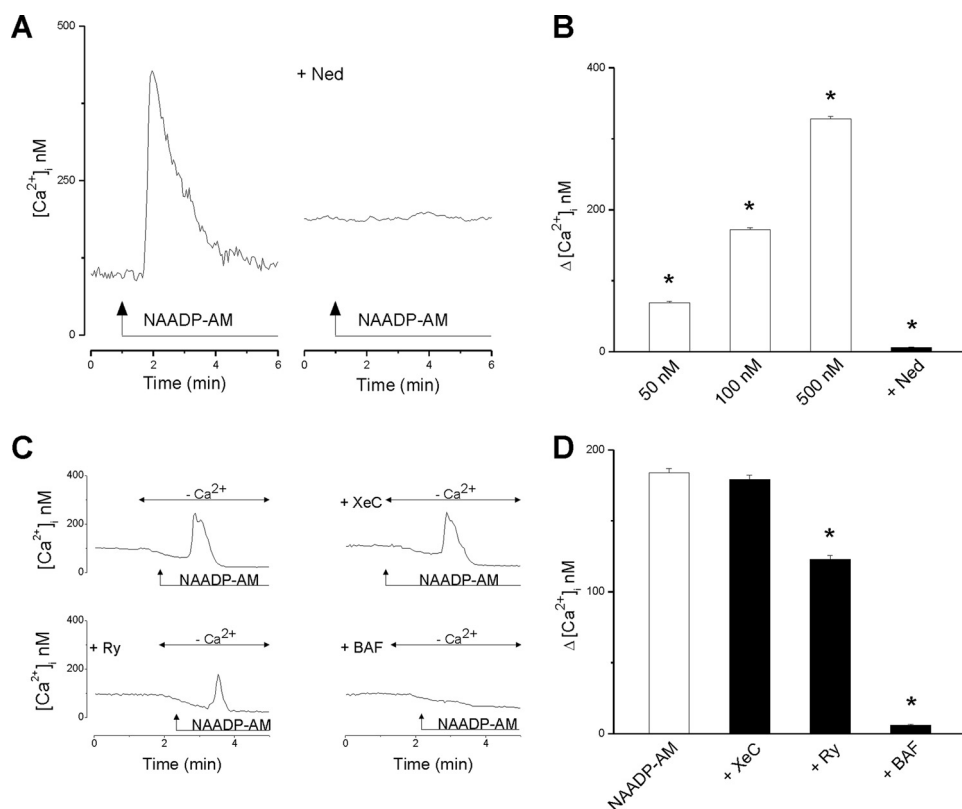 A
500
250
0
[Ca2+]i nM
+ Ned
NAADP-AM
NAADP-AM
0 2 4 6
0 2 4 6
Time (min)
Time (min)
B
400
200
0
Δ [Ca2+]i nM
*
*
*
*
50 nM
100 nM
500 nM
+ Ned
C
400
200
0
[Ca2+]i nM
- Ca2+
NAADP-AM
+ XeC
- Ca2+
NAADP-AM
400
200
0
[Ca2+]i nM
+ Ry
- Ca2+
NAADP-AM
+ BAF
- Ca2+
NAADP-AM
0 2 4
0 2 4
Time (min)
Time (min)
D
200
100
0
Δ [Ca2+]i nM
*
*
NAADP-AM
+ XeC
+ Ry
+ BAF